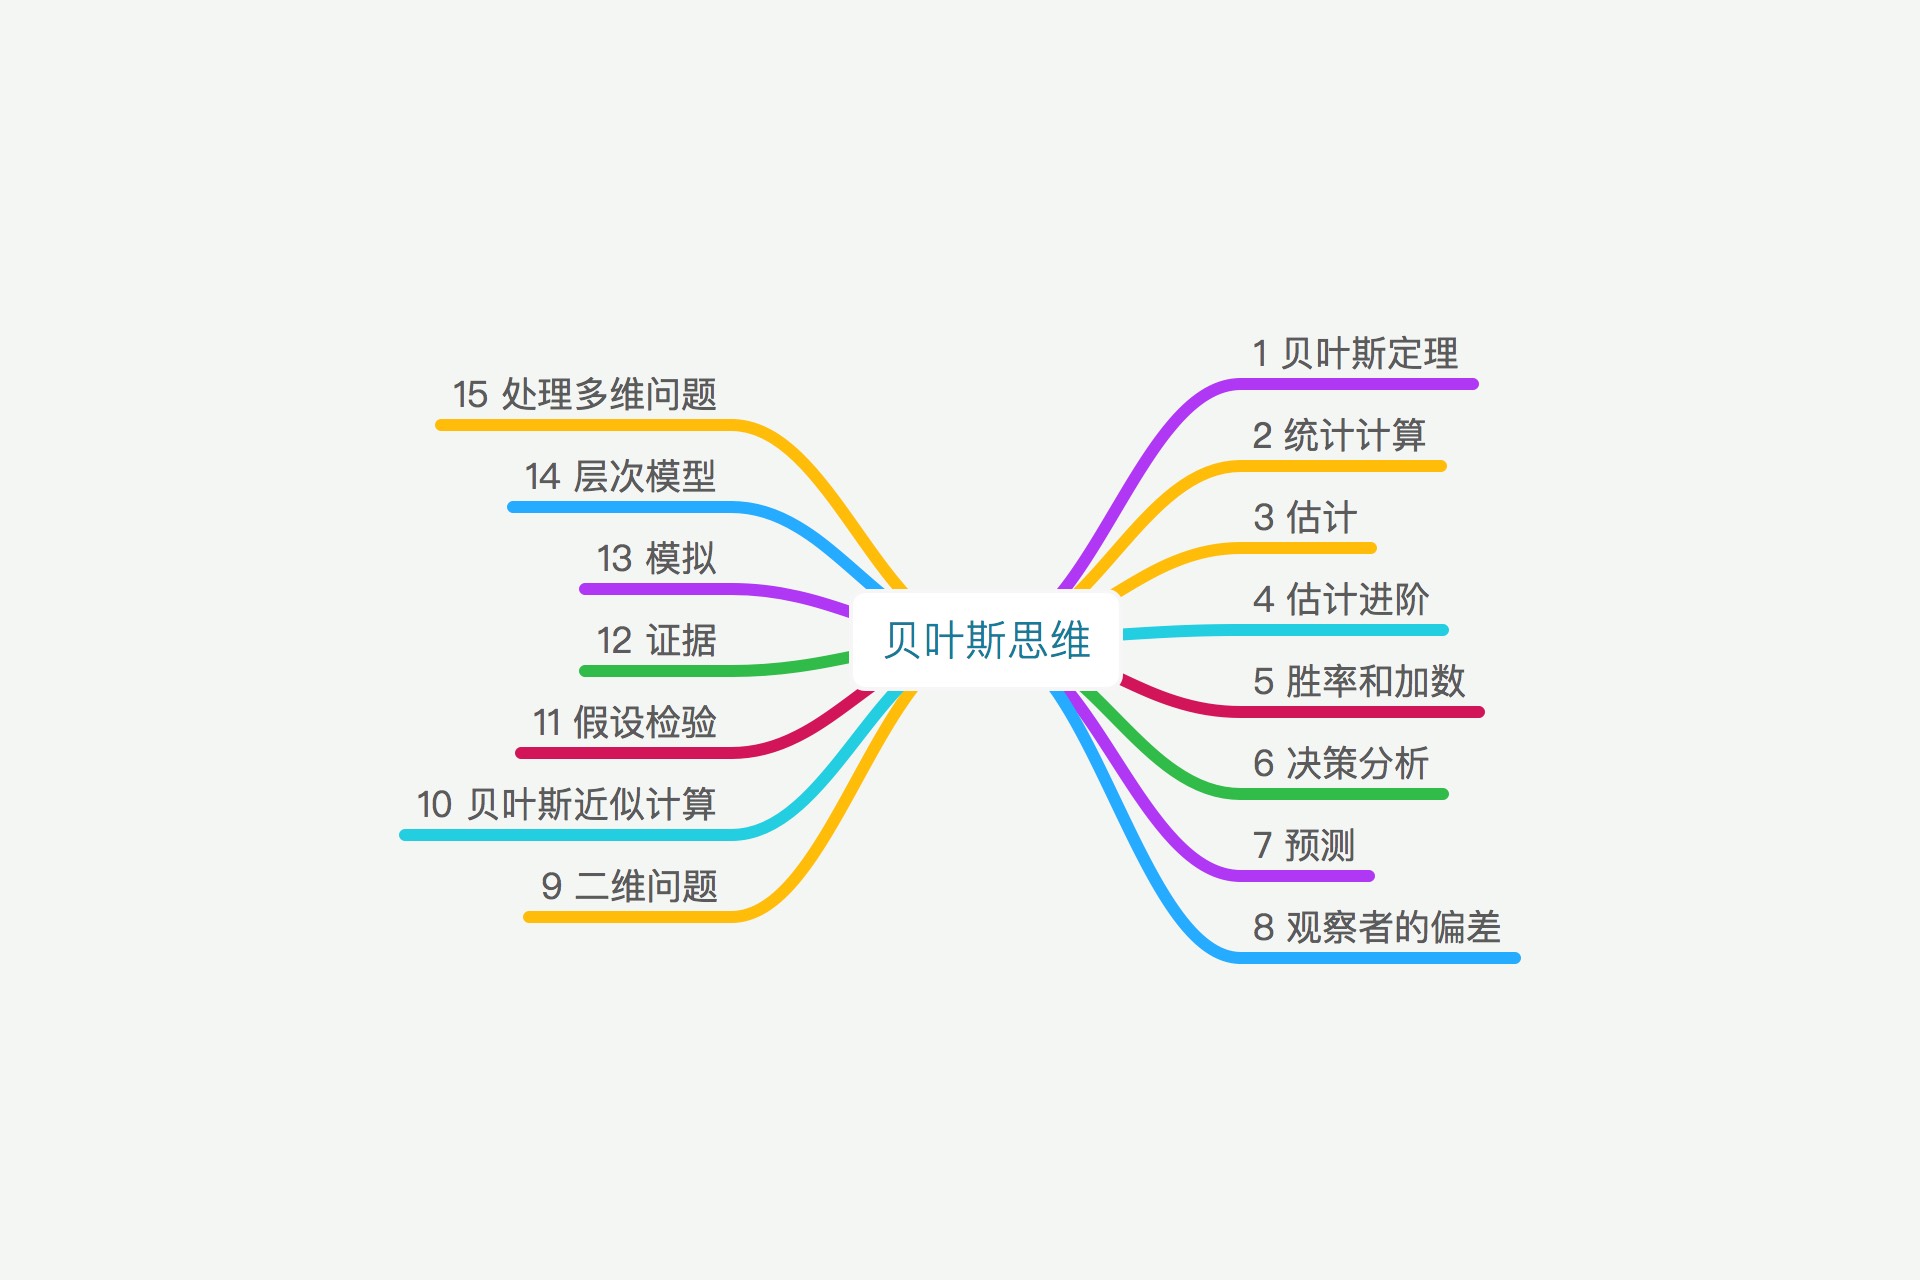 贝叶斯思维
1 贝叶斯定理
2 统计计算
3 估计
4 估计进阶
5 胜率和加数
6 决策分析
7 预测
8 观察者的偏差
9 二维问题
10 贝叶斯近似计算
11 假设检验
12 证据
13 模拟
14 层次模型
15 处理多维问题